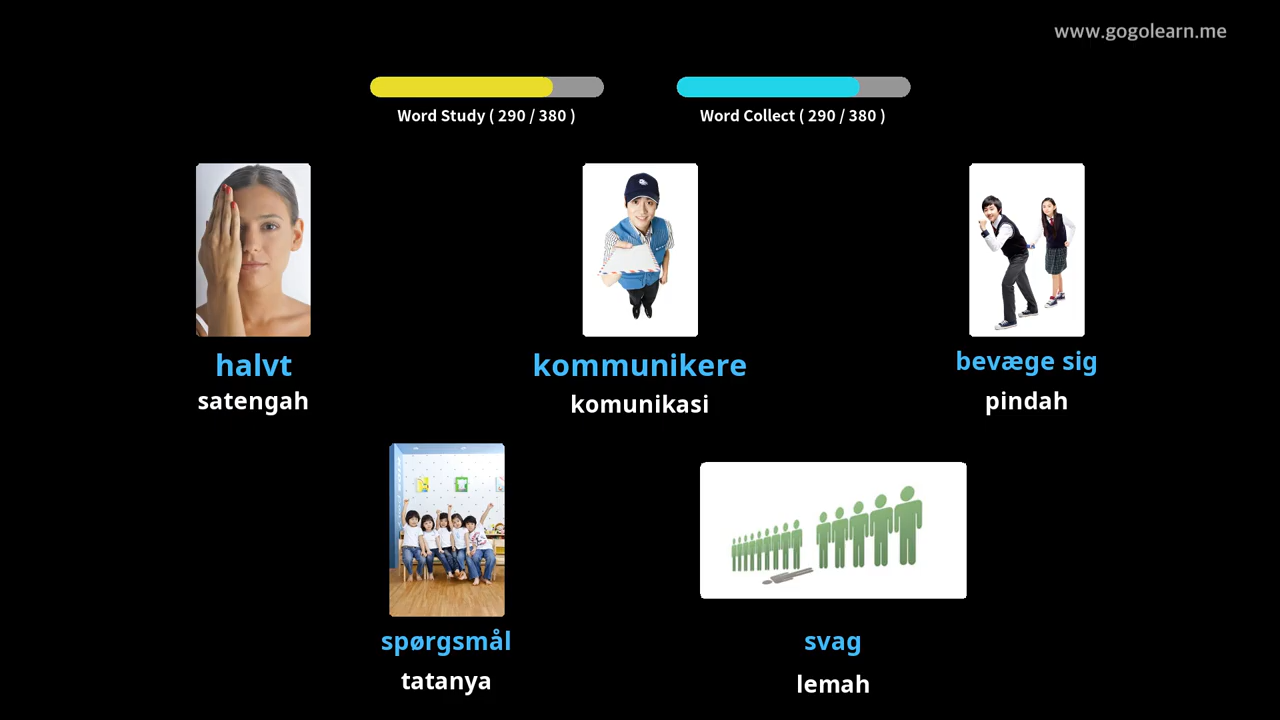 www.gogolearn.me
Word Study ( 290 / 380 )
Word Collect ( 290 / 380 )
halvt
satengah
kommunikere
komunikasi
bevæge sig
pindah
spørgsmål
tatanya
svag
lemah